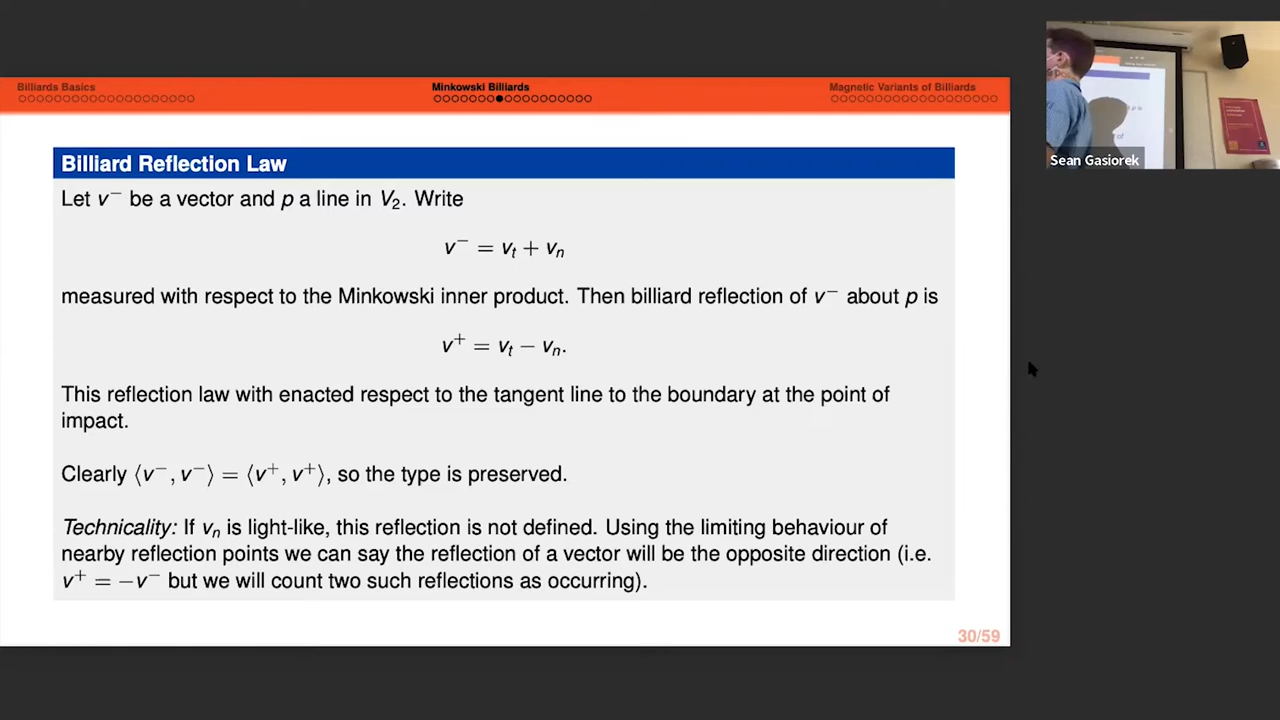 Billiards Basics
Minkowski Billiards
Magnetic Variants of Billiards
Billiard Reflection Law
Let v⁻ be a vector and p a line in V₂. Write
v⁻ = vₜ + vₙ
measured with respect to the Minkowski inner product. Then billiard reflection of v⁻ about p is
v⁺ = vₜ − vₙ.
This reflection law with enacted respect to the tangent line to the boundary at the point of
impact.
Clearly ⟨v⁻, v⁻⟩ = ⟨v⁺, v⁺⟩, so the type is preserved.
Technicality: If vₙ is light-like, this reflection is not defined. Using the limiting behaviour of
nearby reflection points we can say the reflection of a vector will be the opposite direction (i.e.
v⁺ = −v⁻ but we will count two such reflections as occurring).
30/59
Sean Gasiorek